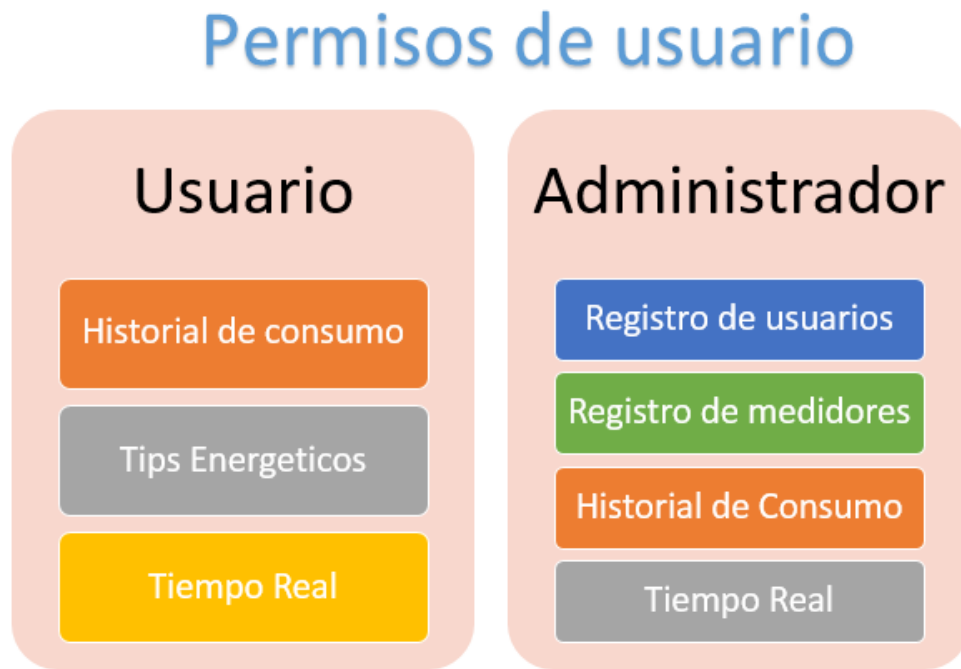 Permisos de usuario
Usuario
Historial de consumo
Tips Energeticos
Tiempo Real
Administrador
Registro de usuarios
Registro de medidores
Historial de Consumo
Tiempo Real